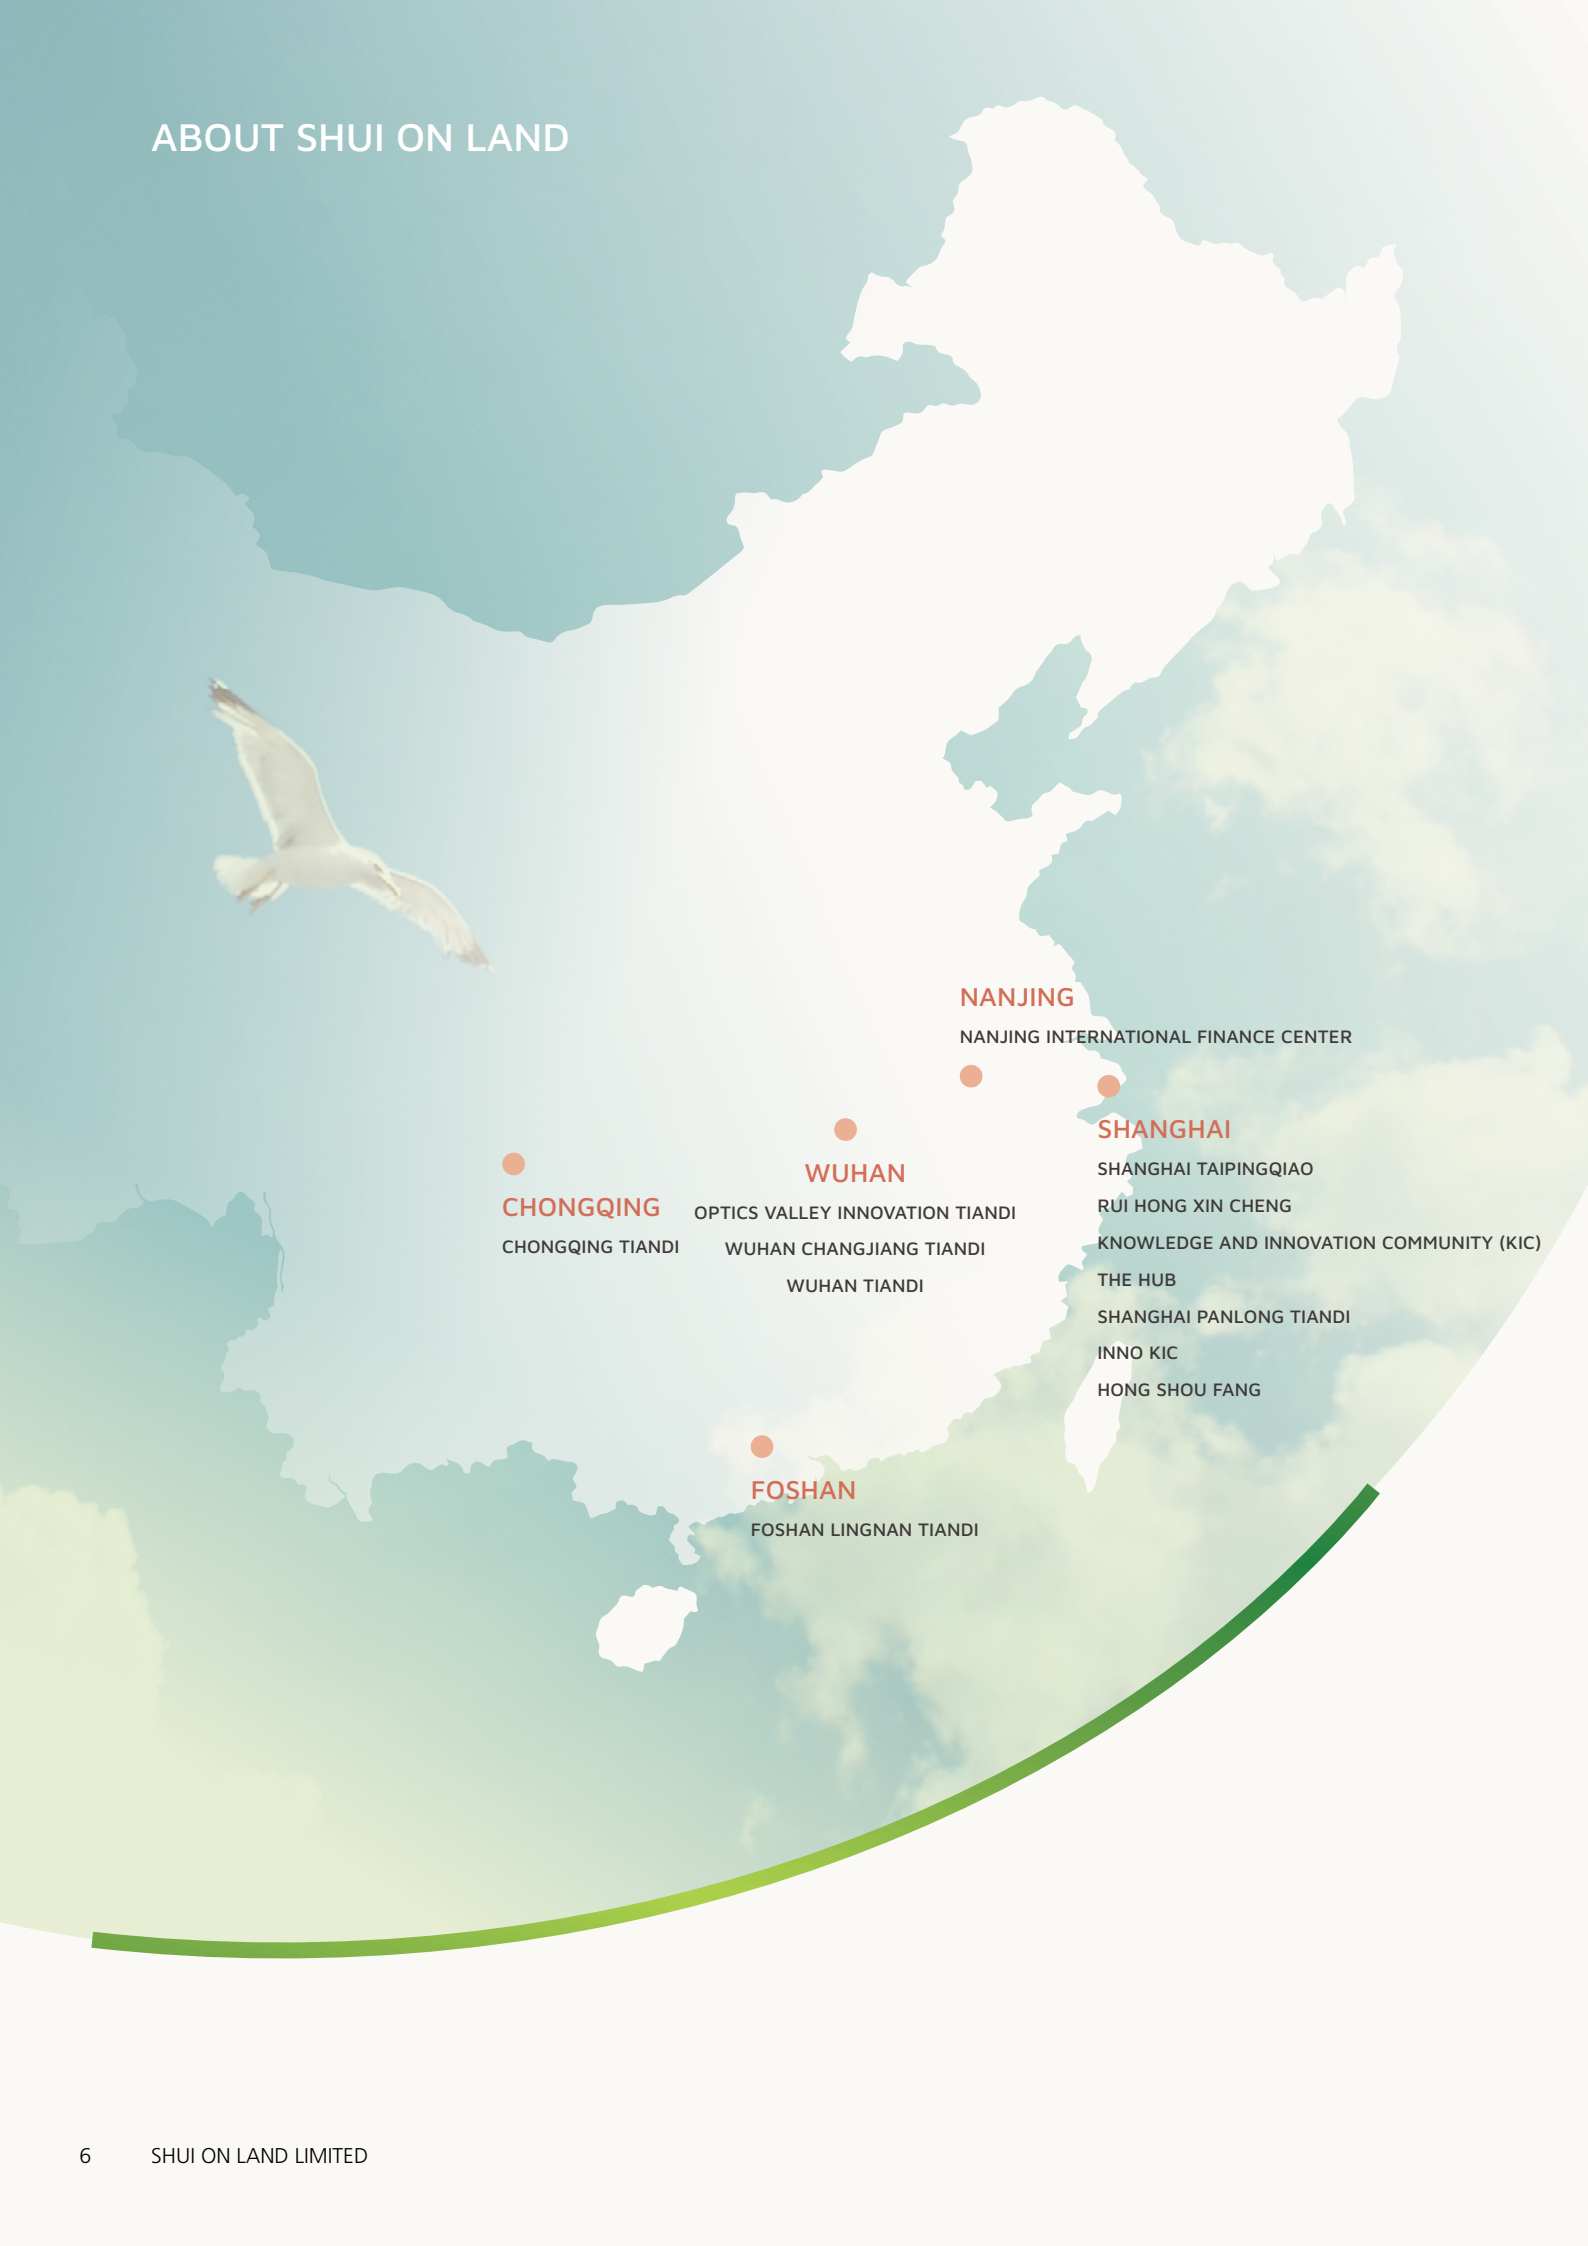 ABOUT SHUI ON LAND
NANJING
NANJING INTERNATIONAL FINANCE CENTER
SHANGHAI
SHANGHAI TAIPINGQIAO
RUI HONG XIN CHENG
KNOWLEDGE AND INNOVATION COMMUNITY (KIC)
THE HUB
SHANGHAI PANLONG TIANDI
INNO KIC
HONG SHOU FANG
WUHAN
OPTICS VALLEY INNOVATION TIANDI
WUHAN CHANGJIANG TIANDI
WUHAN TIANDI
CHONGQING
CHONGQING TIANDI
FOSHAN
FOSHAN LINGNAN TIANDI
6 SHUI ON LAND LIMITED